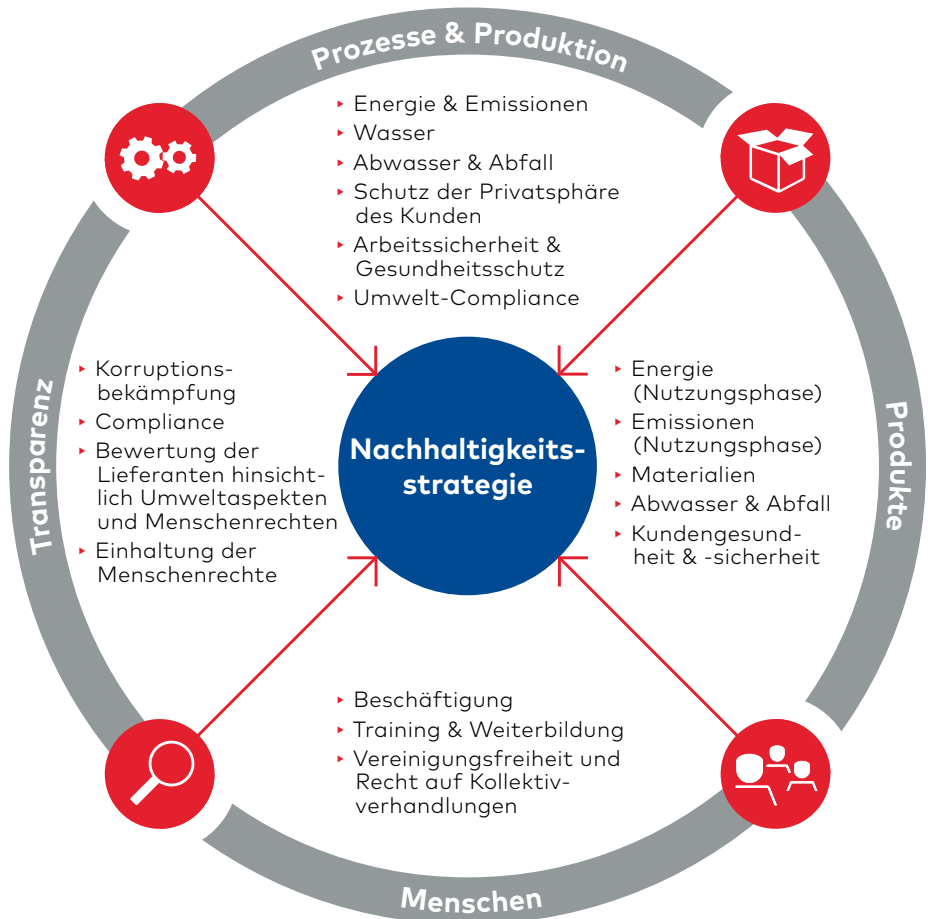 Prozesse & Produktion
▸ Energie & Emissionen
▸ Wasser
▸ Abwasser & Abfall
▸ Schutz der Privatsphäre
des Kunden
▸ Arbeitssicherheit &
Gesundheitsschutz
▸ Umwelt-Compliance
Transparenz
▸ Korruptions-
bekämpfung
▸ Compliance
▸ Bewertung der
Lieferanten hinsicht-
lich Umweltaspekten
und Menschenrechten
▸ Einhaltung der
Menschenrechte
Nachhaltigkeits-
strategie
▸ Energie
(Nutzungsphase)
▸ Emissionen
(Nutzungsphase)
▸ Materialien
▸ Abwasser & Abfall
▸ Kundengesund-
heit & -sicherheit
Produkte
▸ Beschäftigung
▸ Training & Weiterbildung
▸ Vereinigungsfreiheit und
Recht auf Kollektiv-
verhandlungen
Menschen